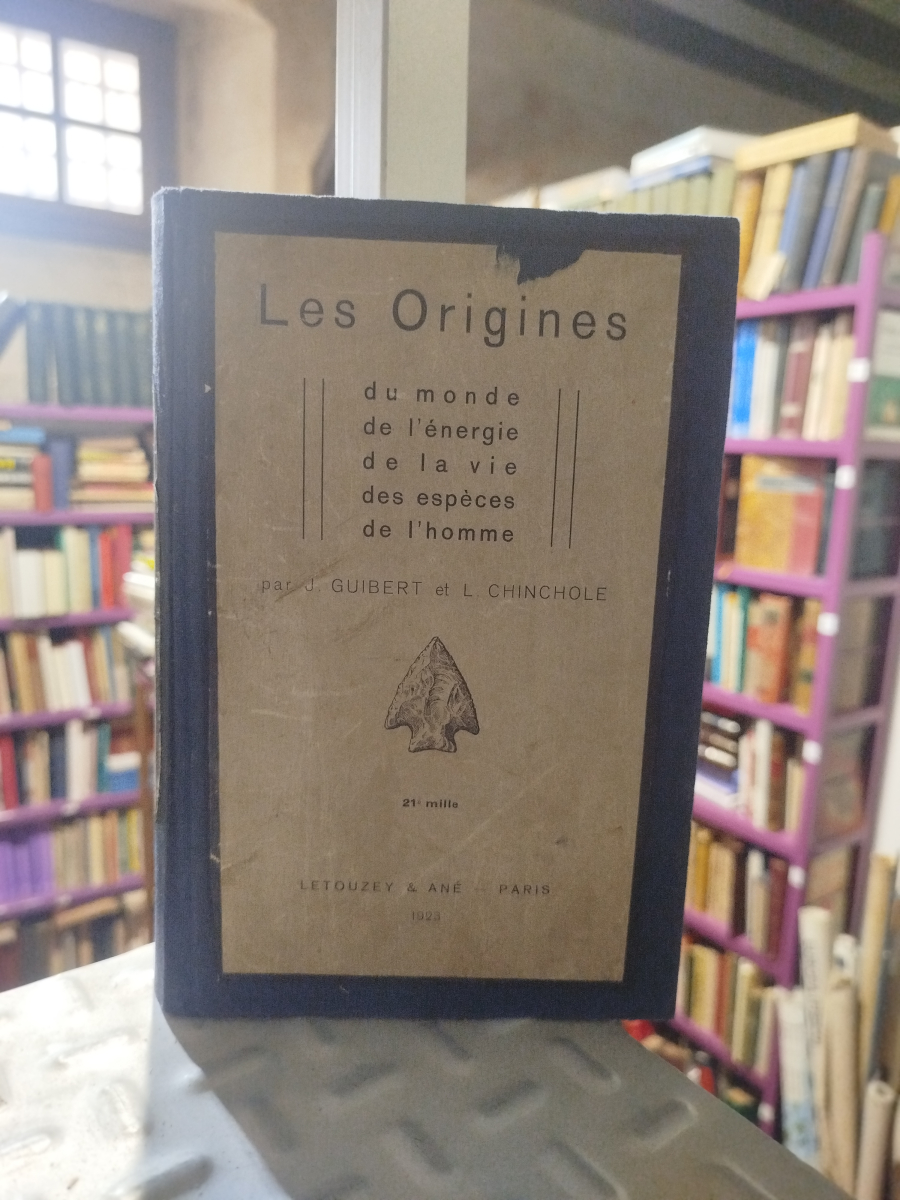 Les Origines
du monde
de l'énergie
de la vie
des espèces
de l'homme
par J. GUIBERT et L. CHINCHOLE
21e mille
LETOUZEY & ANÉ — PARIS
1923